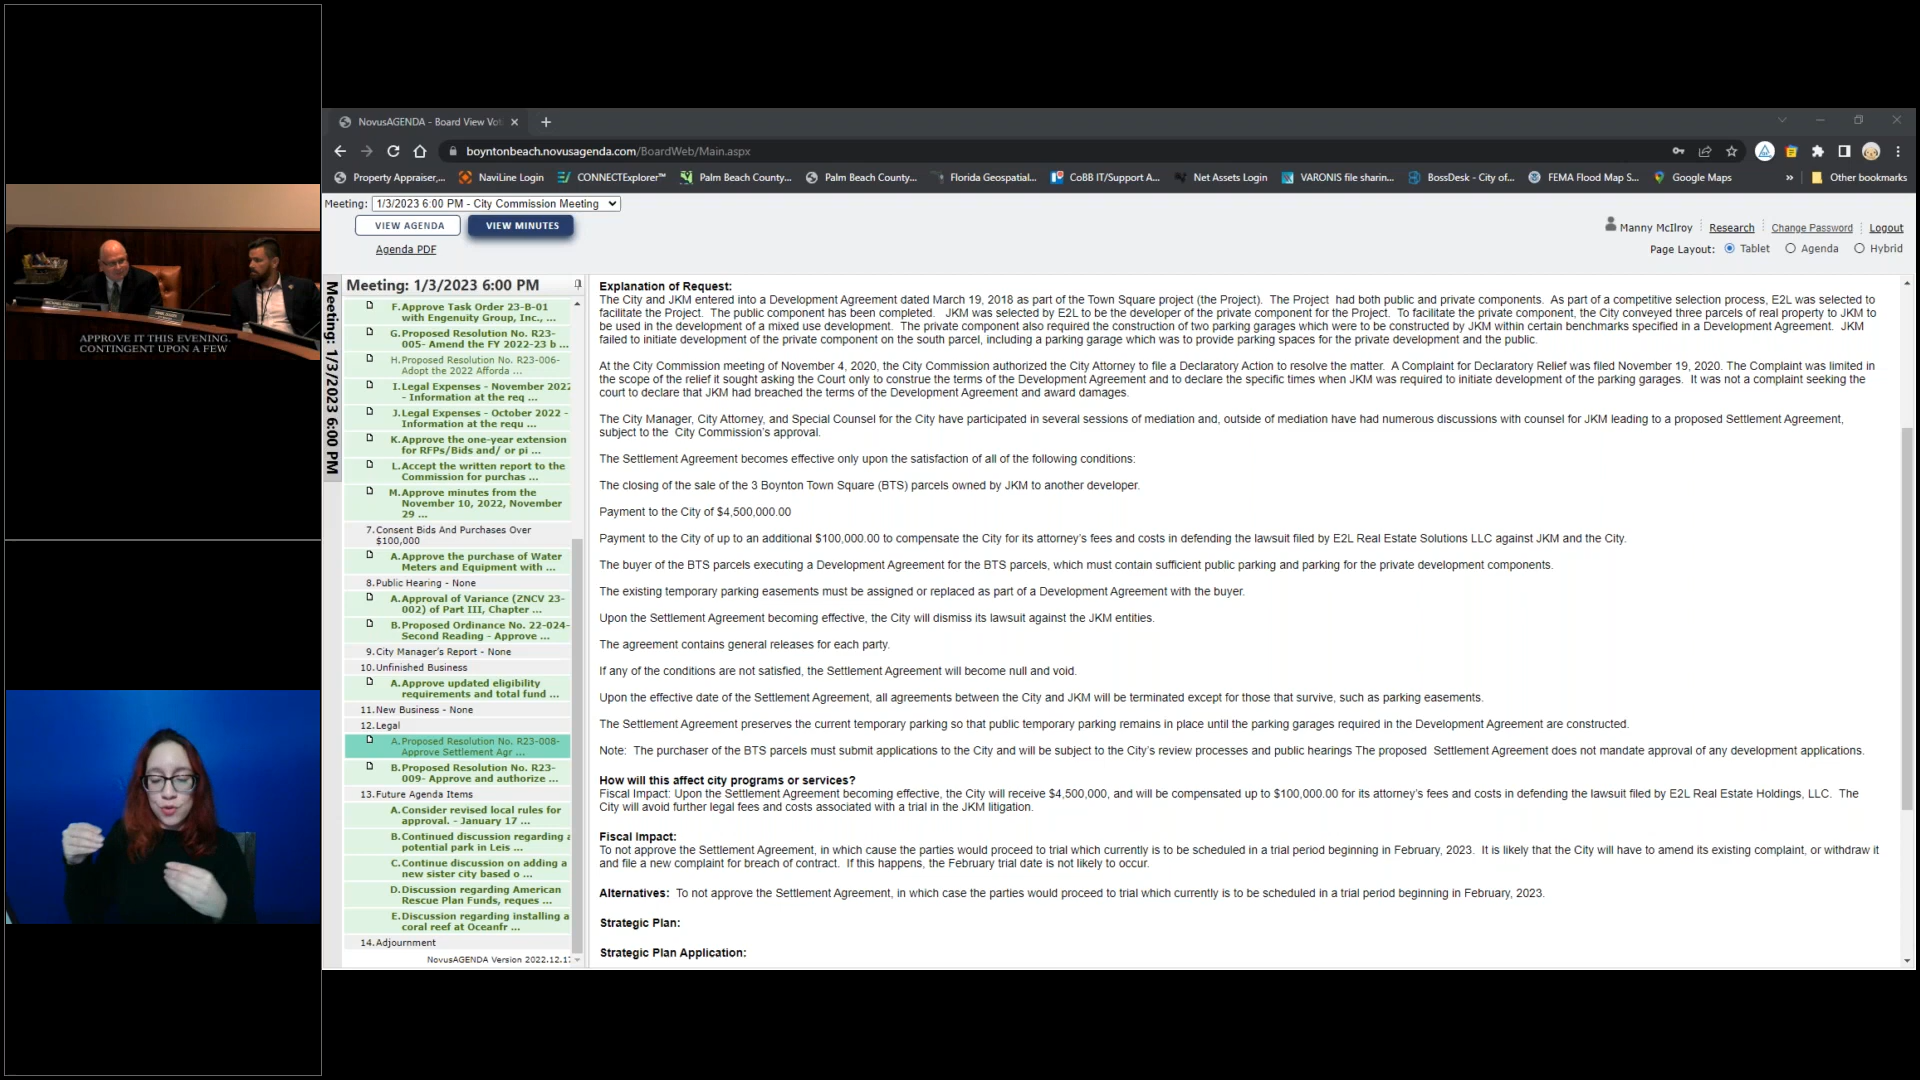 APPROVE IT THIS EVENING.
CONTINGENT UPON A FEW
NovusAGENDA - Board View Vot
boyntonbeach.novusagenda.com/BoardWeb/Main.aspx
Property Appraiser,...
NaviLine Login
CONNECTExplorer™
Palm Beach County...
Palm Beach County...
Florida Geospatial...
CoBB IT/Support A...
Net Assets Login
VARONIS file sharin...
BossDesk - City of...
FEMA Flood Map S...
Google Maps
»
Other bookmarks
Meeting: 1/3/2023 6:00 PM - City Commission Meeting
VIEW AGENDA
VIEW MINUTES
Agenda PDF
Manny McIlroy
Research
Change Password
Logout
Page Layout: Tablet Agenda Hybrid
Meeting: 1/3/2023 6:00 PM
Meeting: 1/3/2023 6:00 PM
F. Approve Task Order 23-B-01
with Engenuity Group, Inc., ...
G. Proposed Resolution No. R23-
005- Amend the FY 2022-23 b ...
H. Proposed Resolution No. R23-006-
Adopt the 2022 Afforda ...
I. Legal Expenses - November 2022
- Information at the req ...
J. Legal Expenses - October 2022 -
Information at the requ ...
K. Approve the one-year extension
for RFPs/Bids and/ or pi ...
L. Accept the written report to the
Commission for purchas ...
M. Approve minutes from the
November 10, 2022, November
29 ...
7. Consent Bids And Purchases Over
$100,000
A. Approve the purchase of Water
Meters and Equipment with ...
8. Public Hearing - None
A. Approval of Variance (ZNCV 23-
002) of Part III, Chapter ...
B. Proposed Ordinance No. 22-024-
Second Reading - Approve ...
9. City Manager's Report - None
10. Unfinished Business
A. Approve updated eligibility
requirements and total fund ...
11. New Business - None
12. Legal
A. Proposed Resolution No. R23-008-
Approve Settlement Agr ...
B. Proposed Resolution No. R23-
009- Approve and authorize ...
13. Future Agenda Items
A. Consider revised local rules for
approval. - January 17 ...
B. Continued discussion regarding a
potential park in Leis ...
C. Continue discussion on adding a
new sister city based o ...
D. Discussion regarding American
Rescue Plan Funds, reques ...
E. Discussion regarding installing a
coral reef at Oceanfr ...
14. Adjournment
NovusAGENDA Version 2022.12.17
Explanation of Request:
The City and JKM entered into a Development Agreement dated March 19, 2018 as part of the Town Square project (the Project). The Project had both public and private components. As part of a competitive selection process, E2L was selected to
facilitate the Project. The public component has been completed. JKM was selected by E2L to be the developer of the private component for the Project. To facilitate the private component, the City conveyed three parcels of real property to JKM to
be used in the development of a mixed use development. The private component also required the construction of two parking garages which were to be constructed by JKM within certain benchmarks specified in a Development Agreement. JKM
failed to initiate development of the private component on the south parcel, including a parking garage which was to provide parking spaces for the private development and the public.
At the City Commission meeting of November 4, 2020, the City Commission authorized the City Attorney to file a Declaratory Action to resolve the matter. A Complaint for Declaratory Relief was filed November 19, 2020. The Complaint was limited in
the scope of the relief it sought asking the Court only to construe the terms of the Development Agreement and to declare the specific times when JKM was required to initiate development of the parking garages. It was not a complaint seeking the
court to declare that JKM had breached the terms of the Development Agreement and award damages.
The City Manager, City Attorney, and Special Counsel for the City have participated in several sessions of mediation and, outside of mediation have had numerous discussions with counsel for JKM leading to a proposed Settlement Agreement,
subject to the City Commission's approval.
The Settlement Agreement becomes effective only upon the satisfaction of all of the following conditions:
The closing of the sale of the 3 Boynton Town Square (BTS) parcels owned by JKM to another developer.
Payment to the City of $4,500,000.00
Payment to the City of up to an additional $100,000.00 to compensate the City for its attorney's fees and costs in defending the lawsuit filed by E2L Real Estate Solutions LLC against JKM and the City.
The buyer of the BTS parcels executing a Development Agreement for the BTS parcels, which must contain sufficient public parking and parking for the private development components.
The existing temporary parking easements must be assigned or replaced as part of a Development Agreement with the buyer.
Upon the Settlement Agreement becoming effective, the City will dismiss its lawsuit against the JKM entities.
The agreement contains general releases for each party.
If any of the conditions are not satisfied, the Settlement Agreement will become null and void.
Upon the effective date of the Settlement Agreement, all agreements between the City and JKM will be terminated except for those that survive, such as parking easements.
The Settlement Agreement preserves the current temporary parking so that public temporary parking remains in place until the parking garages required in the Development Agreement are constructed.
Note: The purchaser of the BTS parcels must submit applications to the City and will be subject to the City's review processes and public hearings The proposed Settlement Agreement does not mandate approval of any development applications.
How will this affect city programs or services?
Fiscal Impact: Upon the Settlement Agreement becoming effective, the City will receive $4,500,000, and will be compensated up to $100,000.00 for its attorney's fees and costs in defending the lawsuit filed by E2L Real Estate Holdings, LLC. The
City will avoid further legal fees and costs associated with a trial in the JKM litigation.
Fiscal Impact:
To not approve the Settlement Agreement, in which cause the parties would proceed to trial which currently is to be scheduled in a trial period beginning in February, 2023. It is likely that the City will have to amend its existing complaint, or withdraw it
and file a new complaint for breach of contract. If this happens, the February trial date is not likely to occur.
Alternatives: To not approve the Settlement Agreement, in which case the parties would proceed to trial which currently is to be scheduled in a trial period beginning in February, 2023.
Strategic Plan:
Strategic Plan Application: